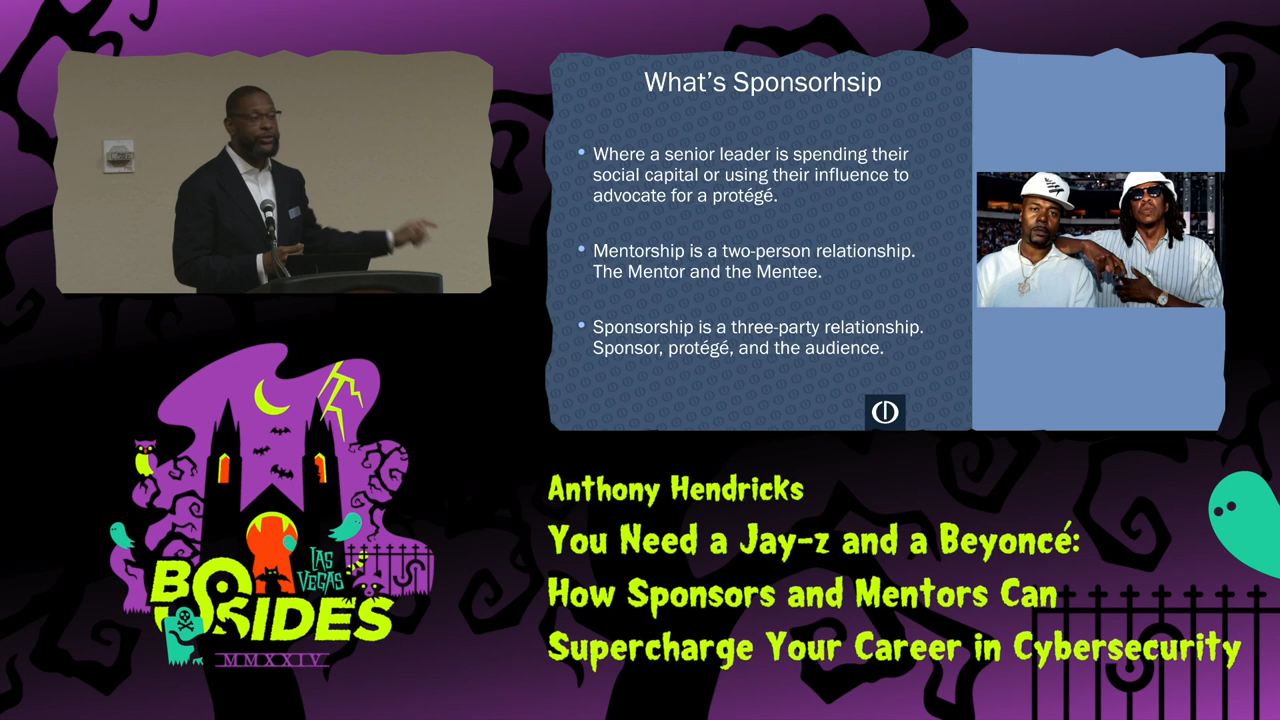 What's Sponsorhsip
• Where a senior leader is spending their
social capital or using their influence to
advocate for a protégé.
• Mentorship is a two-person relationship.
The Mentor and the Mentee.
• Sponsorship is a three-party relationship.
Sponsor, protégé, and the audience.
LAS
VEGAS
BSIDES
MMXXIV
Anthony Hendricks
You Need a Jay-z and a Beyoncé:
How Sponsors and Mentors Can
Supercharge Your Career in Cybersecurity